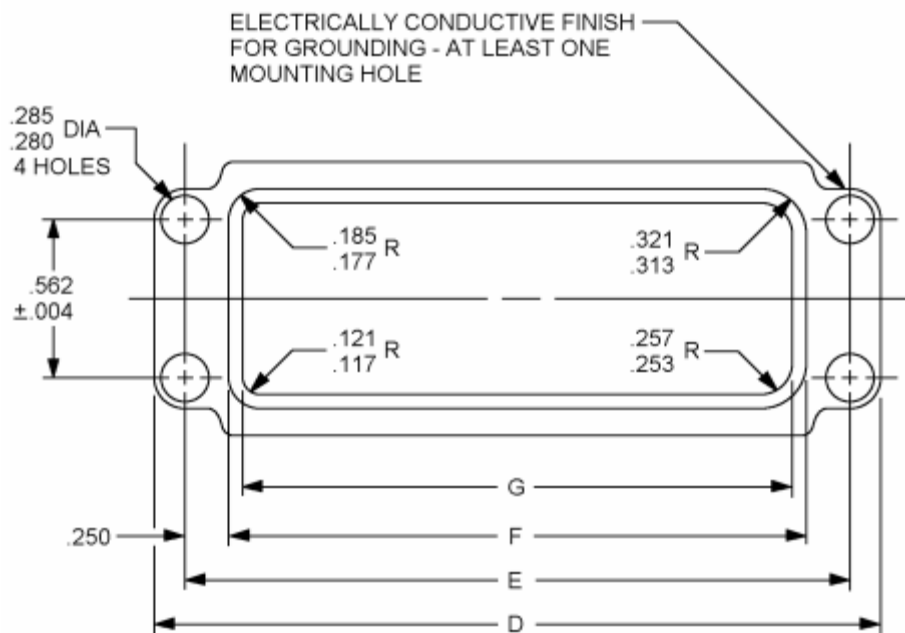 ELECTRICALLY CONDUCTIVE FINISH
FOR GROUNDING - AT LEAST ONE
MOUNTING HOLE
.285
.280 DIA
4 HOLES
.185
.177 R
.321
.313 R
.562
±.004
.121
.117 R
.257
.253 R
G
.250
F
E
D